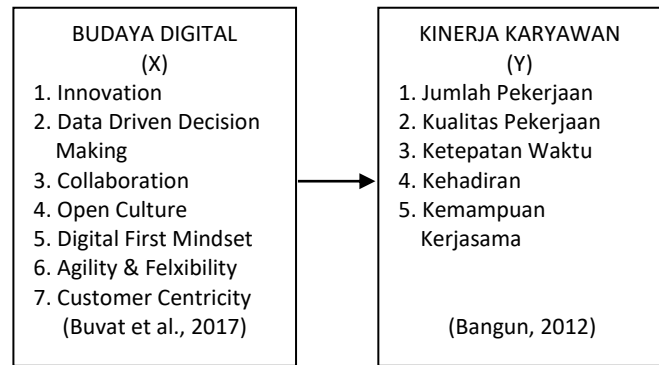 BUDAYA DIGITAL
(X)
1. Innovation
2. Data Driven Decision
Making
3. Collaboration
4. Open Culture
5. Digital First Mindset
6. Agility & Felxibility
7. Customer Centricity
(Buvat et al., 2017)
KINERJA KARYAWAN
(Y)
1. Jumlah Pekerjaan
2. Kualitas Pekerjaan
3. Ketepatan Waktu
4. Kehadiran
5. Kemampuan
Kerjasama
(Bangun, 2012)